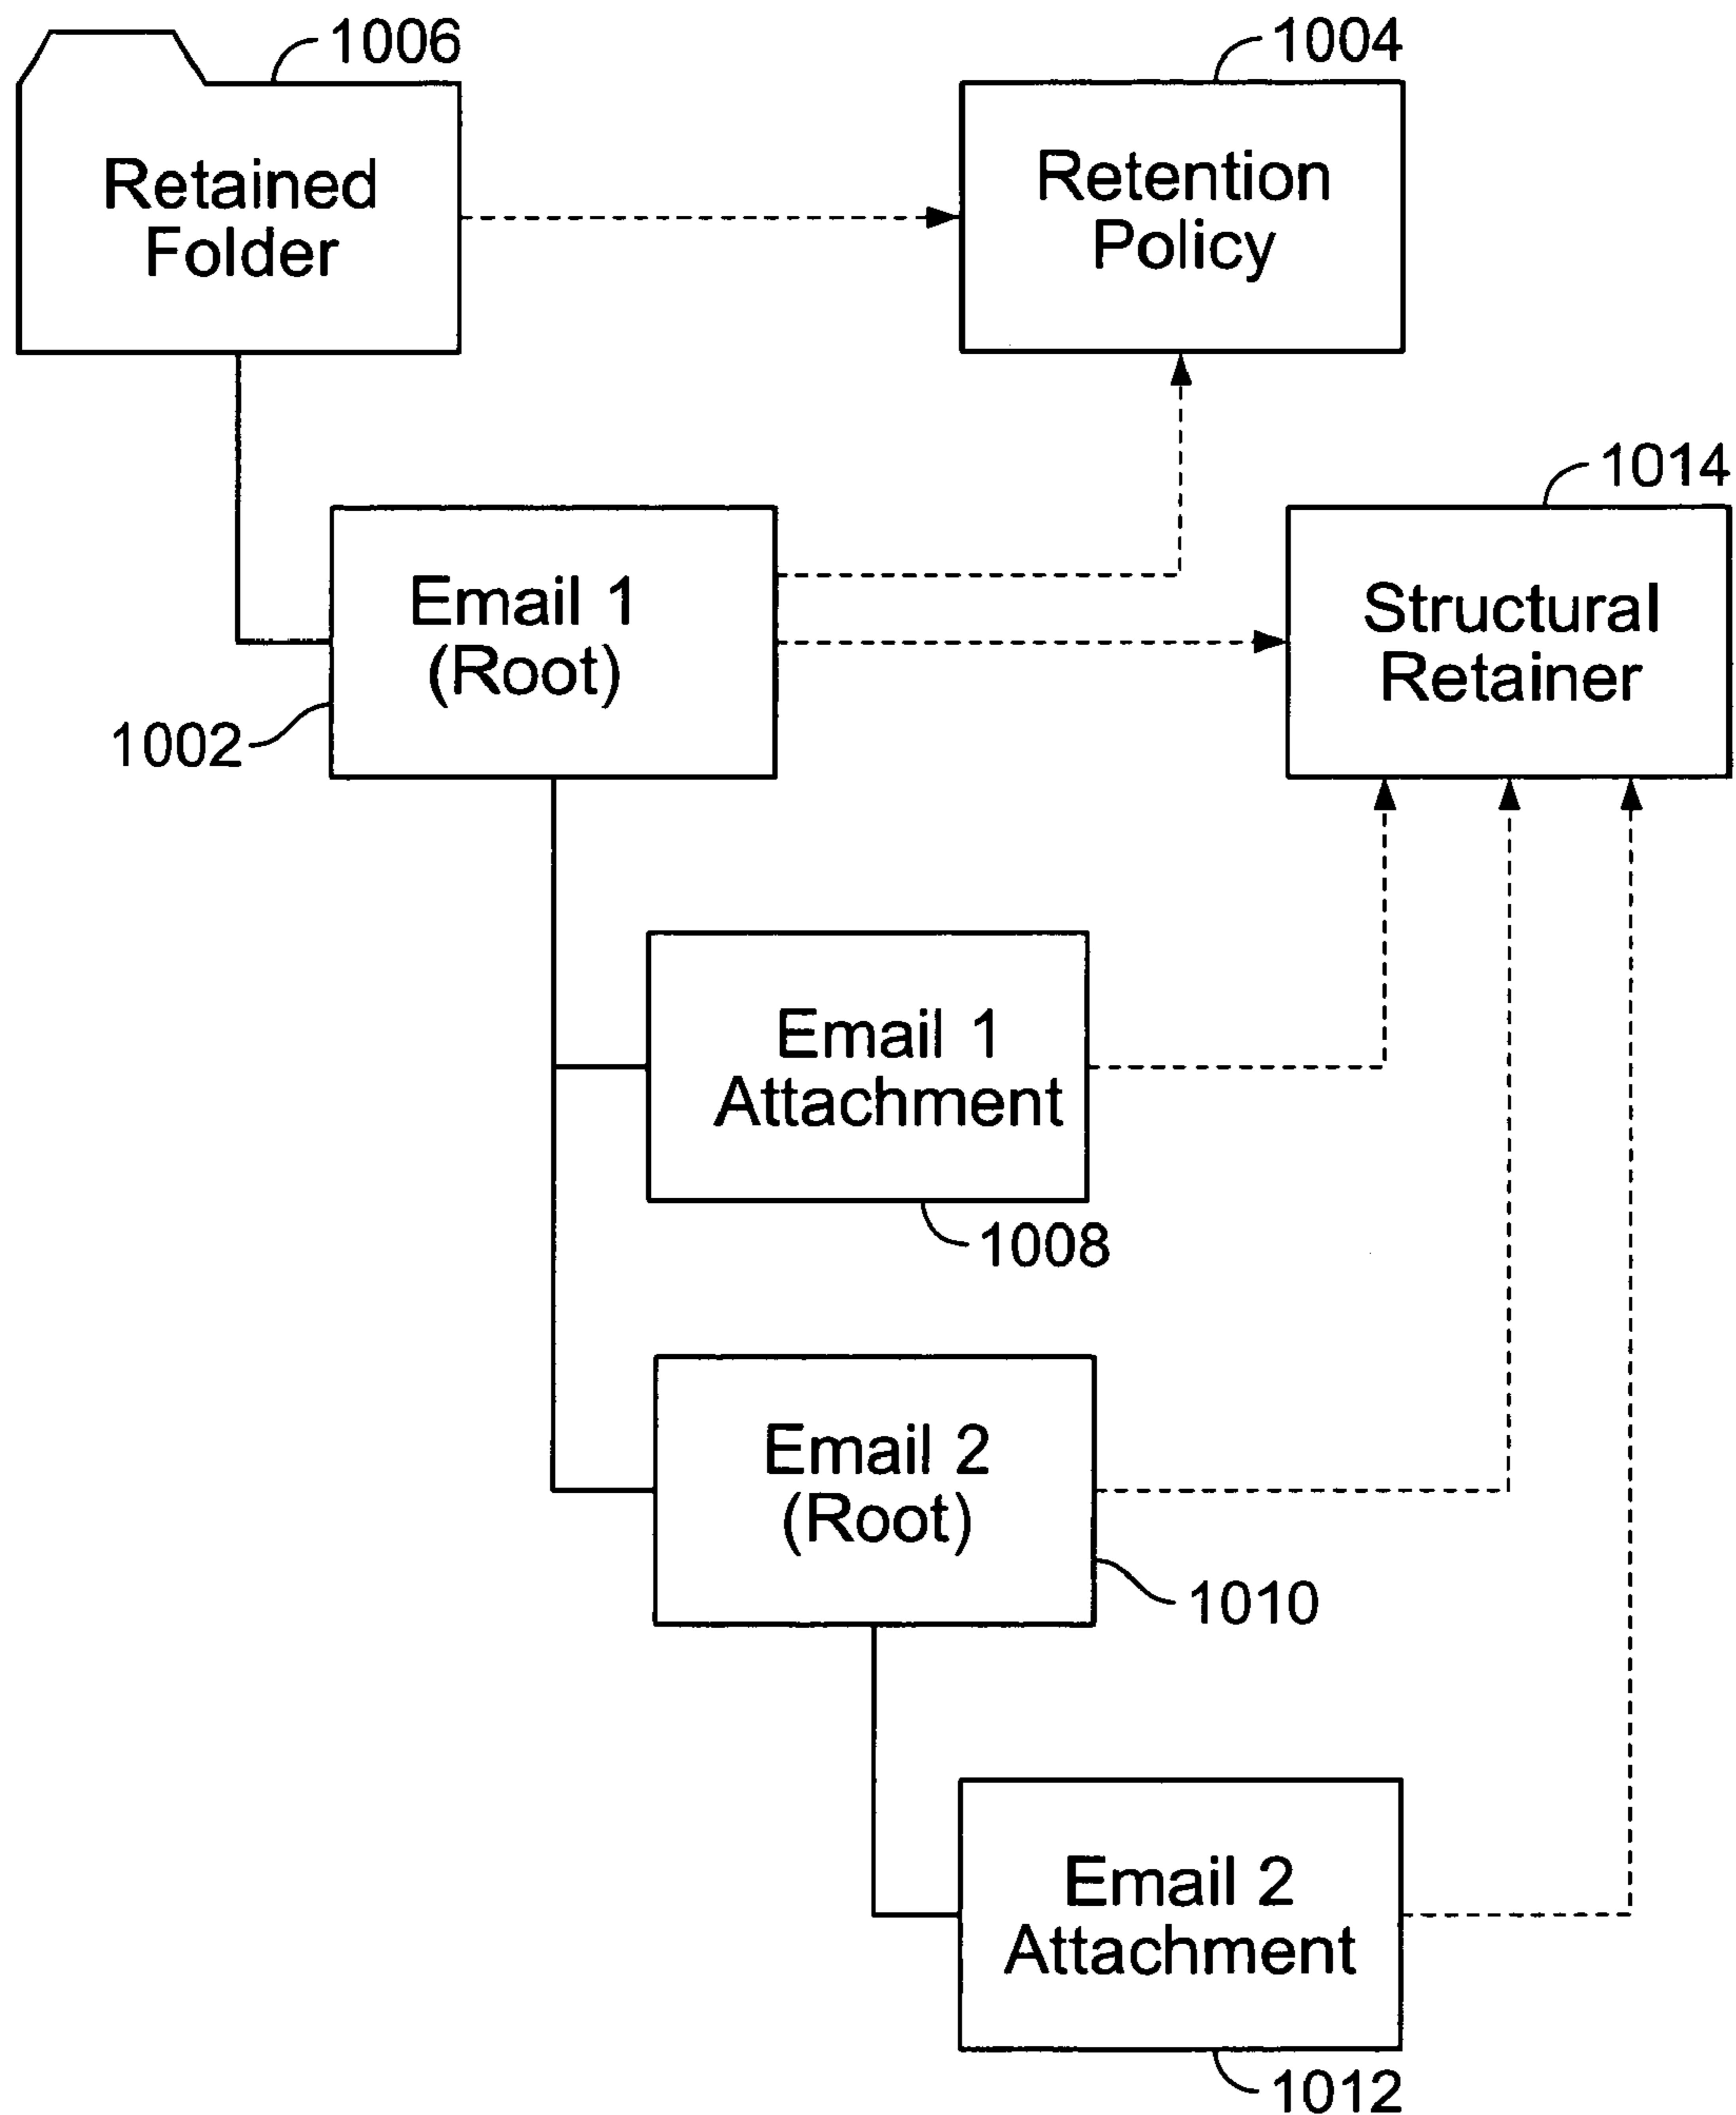 1006
1004
Retained
Folder
Retention
Policy
1014
Email 1
(Root)
Structural
Retainer
1002
Email 1
Attachment
1008
Email 2
(Root)
1010
Email 2
Attachment
1012